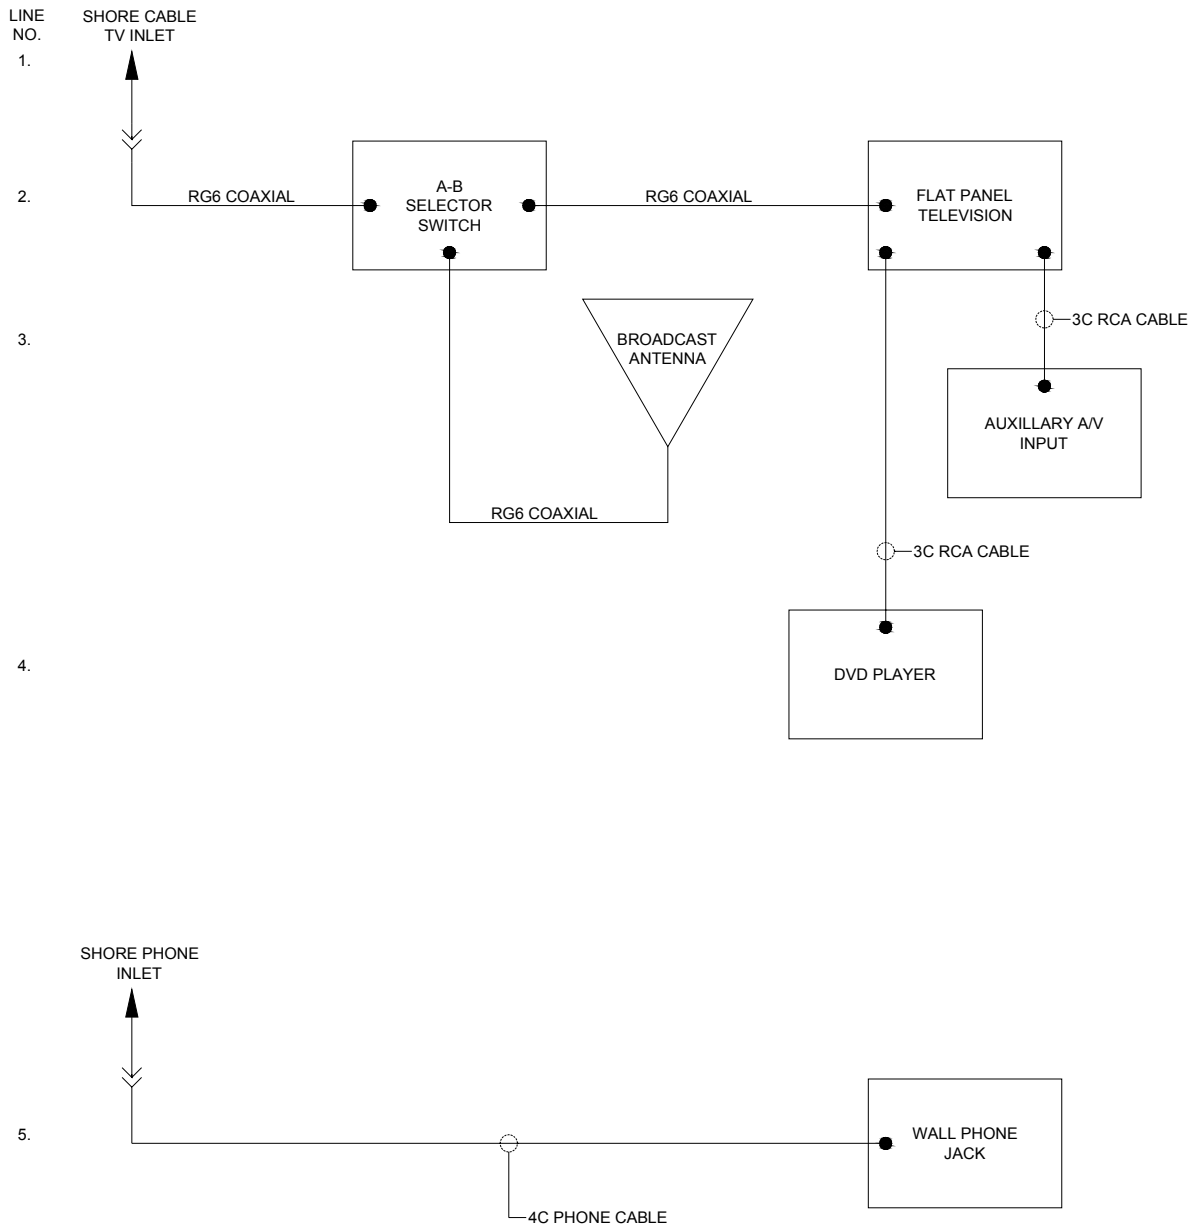 LINE
NO.
SHORE CABLE
TV INLET
1.
2.
RG6 COAXIAL
A-B
SELECTOR
SWITCH
RG6 COAXIAL
FLAT PANEL
TELEVISION
3.
BROADCAST
ANTENNA
3C RCA CABLE
AUXILLARY A/V
INPUT
RG6 COAXIAL
3C RCA CABLE
4.
DVD PLAYER
SHORE PHONE
INLET
5.
WALL PHONE
JACK
4C PHONE CABLE